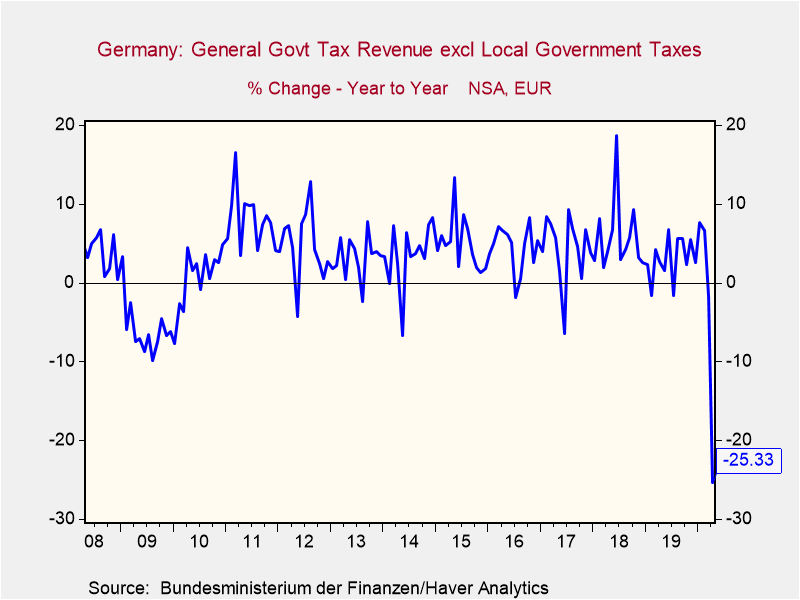 Germany: General Govt Tax Revenue excl Local Government Taxes
% Change - Year to Year NSA, EUR
20 20
10 10
0 0
-10 -10
-20 -20
-25.33
-30 -30
08 09 10 11 12 13 14 15 16 17 18 19
Source: Bundesministerium der Finanzen/Haver Analytics